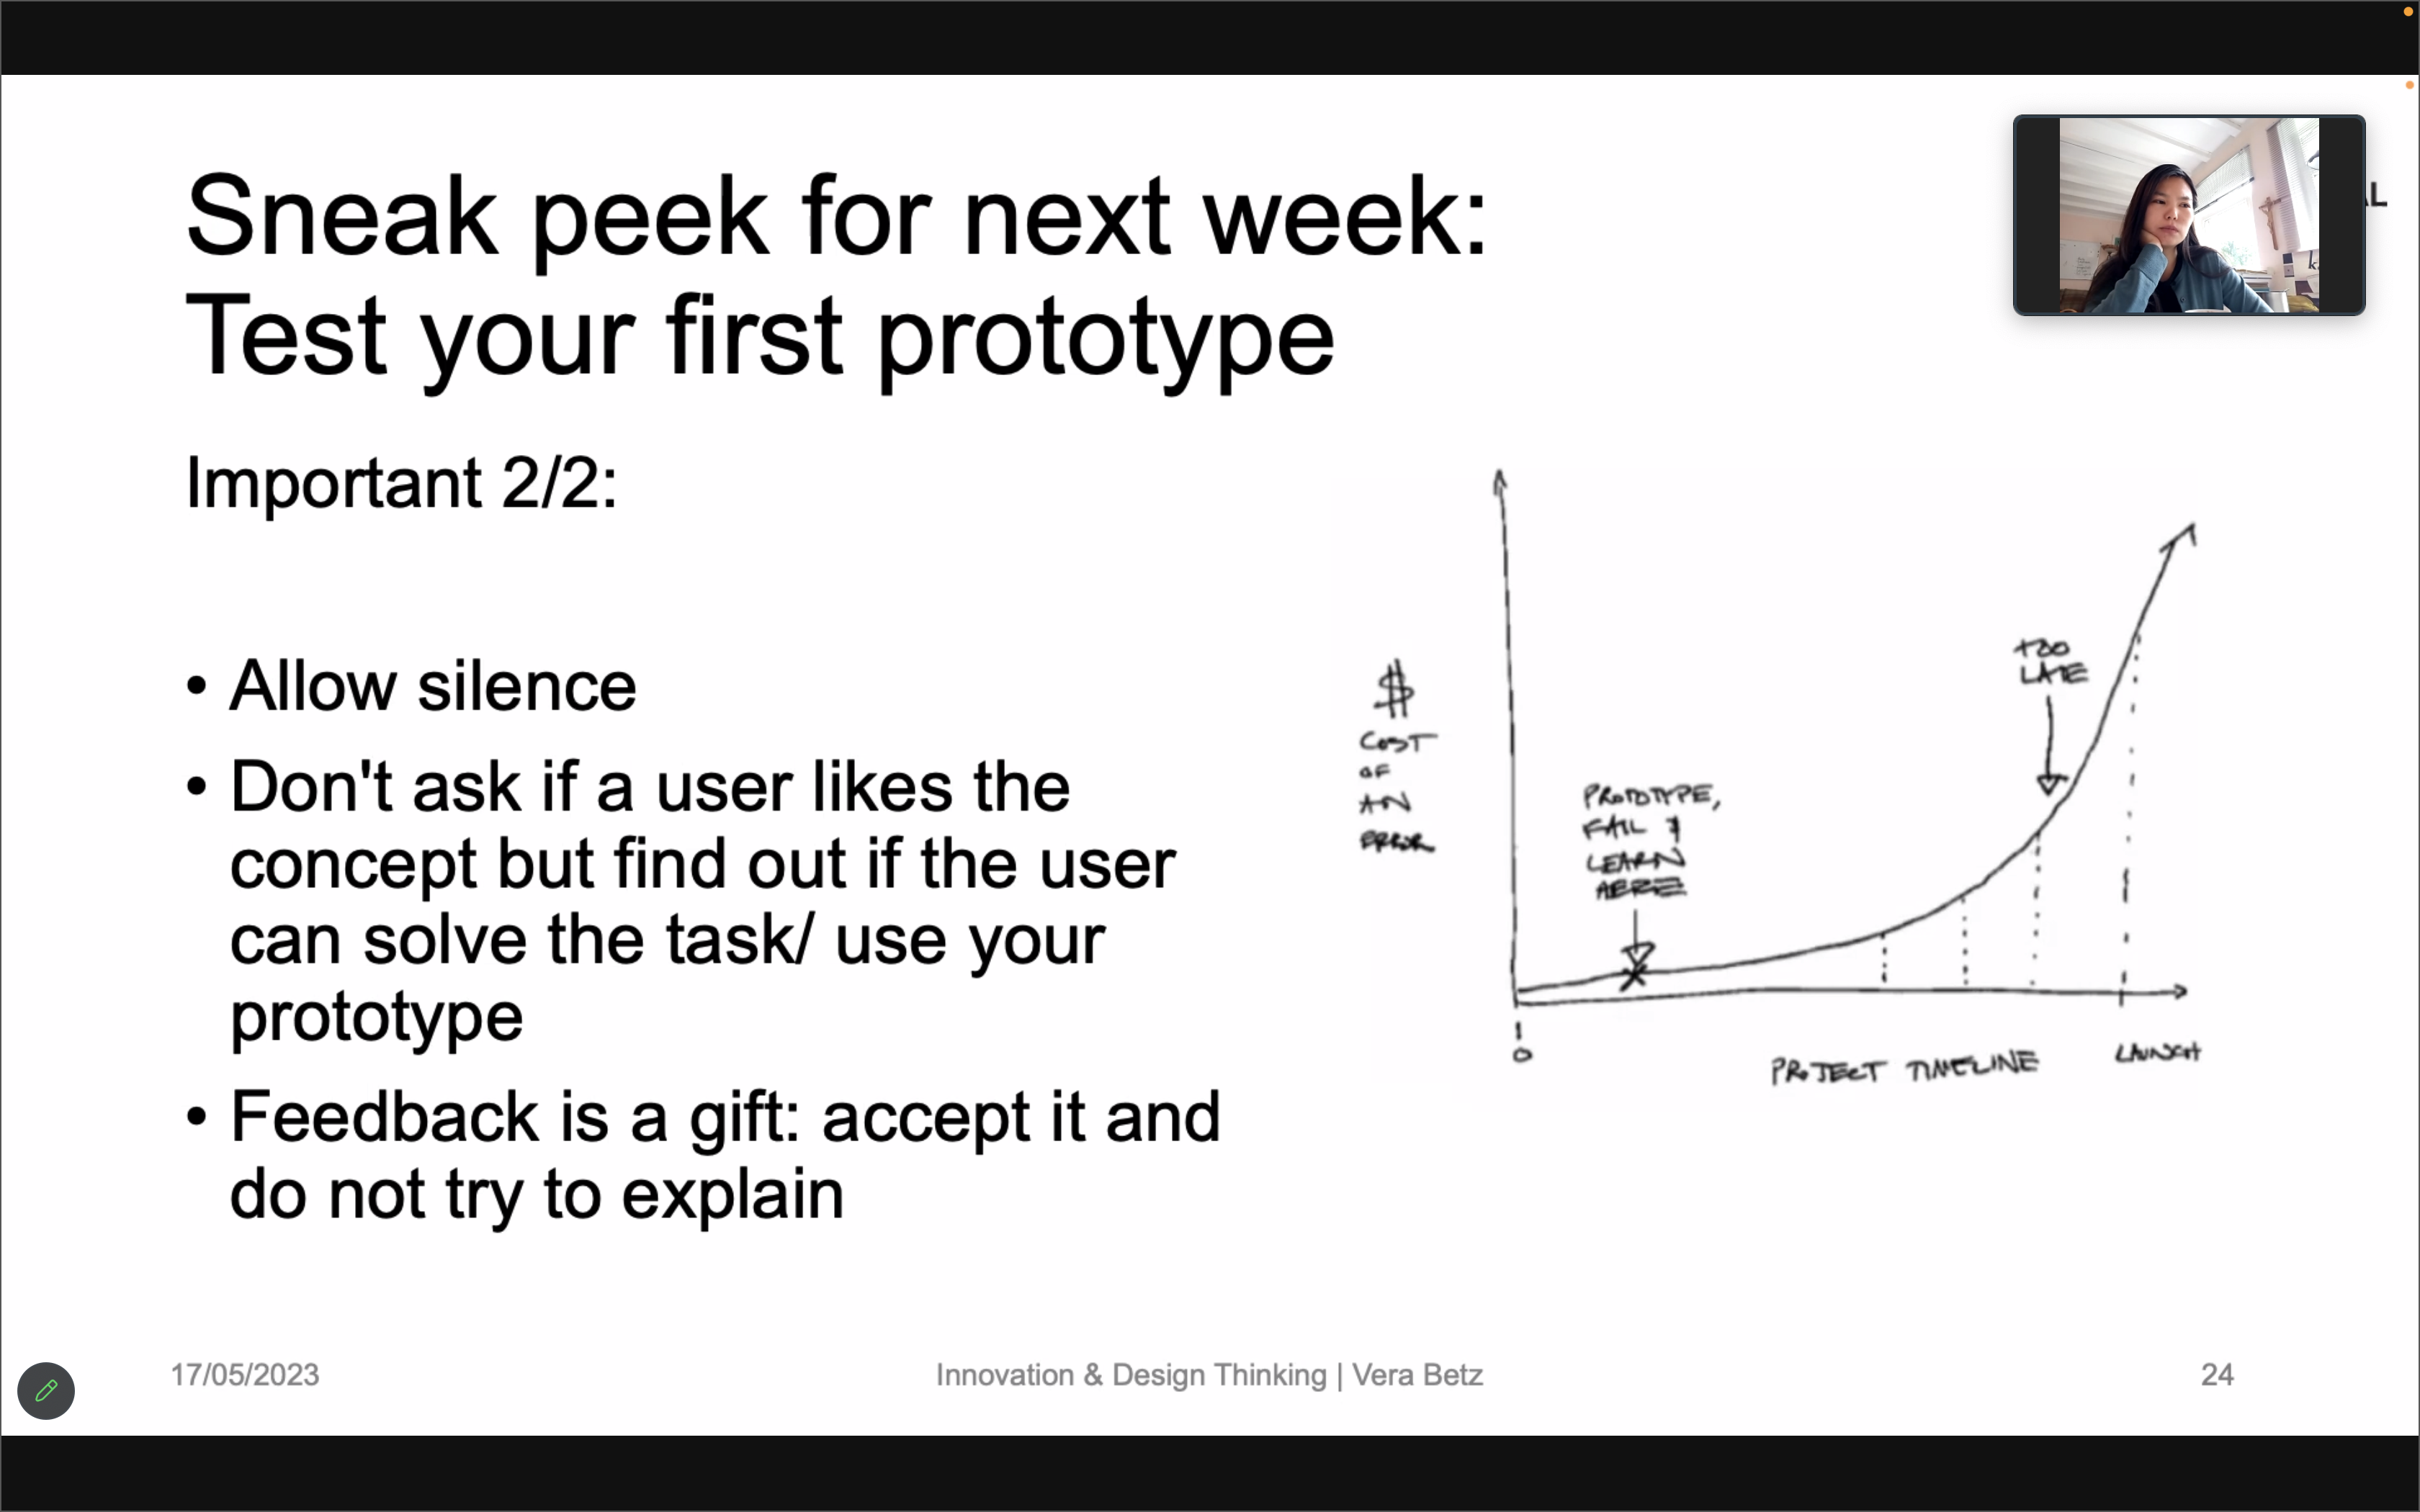 Sneak peek for next week:
Test your first prototype
Important 2/2:
• Allow silence
• Don't ask if a user likes the
concept but find out if the user
can solve the task/ use your
prototype
• Feedback is a gift: accept it and
do not try to explain
$
COST
OF
AN
ERROR
PROTOTYPE,
FAIL &
LEARN
HERE
TOO
LATE
0
PROJECT TIMELINE
LAUNCH
17/05/2023
Innovation & Design Thinking | Vera Betz
24